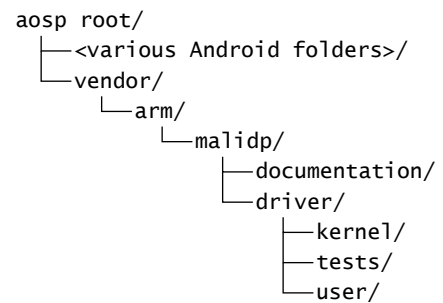 aosp root/
<various Android folders>/
vendor/
arm/
malidp/
documentation/
driver/
kernel/
tests/
user/